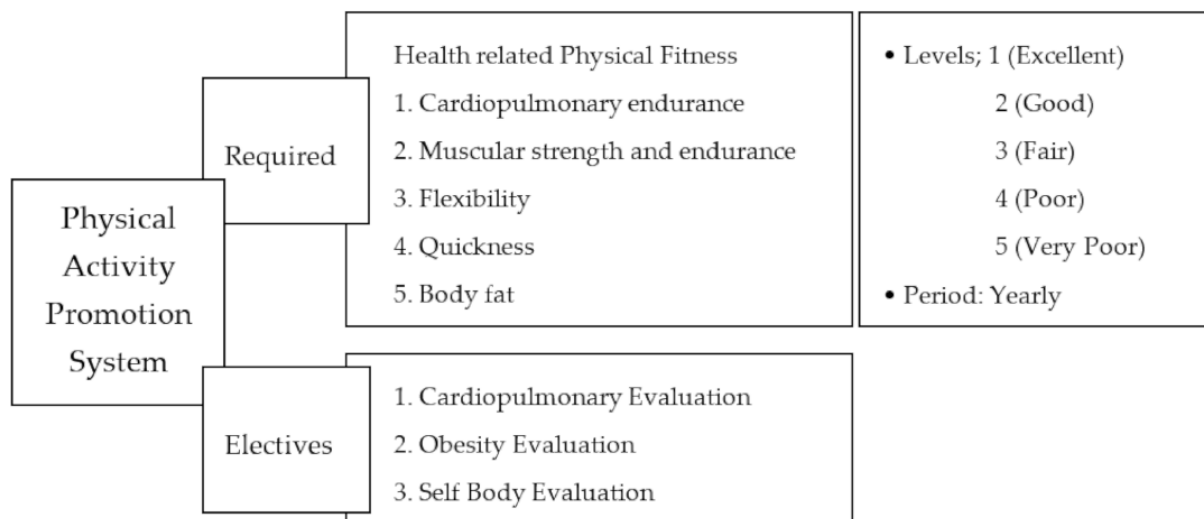 Physical
Activity
Promotion
System
Required
Health related Physical Fitness
1. Cardiopulmonary endurance
2. Muscular strength and endurance
3. Flexibility
4. Quickness
5. Body fat
• Levels; 1 (Excellent)
2 (Good)
3 (Fair)
4 (Poor)
5 (Very Poor)
• Period: Yearly
Electives
1. Cardiopulmonary Evaluation
2. Obesity Evaluation
3. Self Body Evaluation